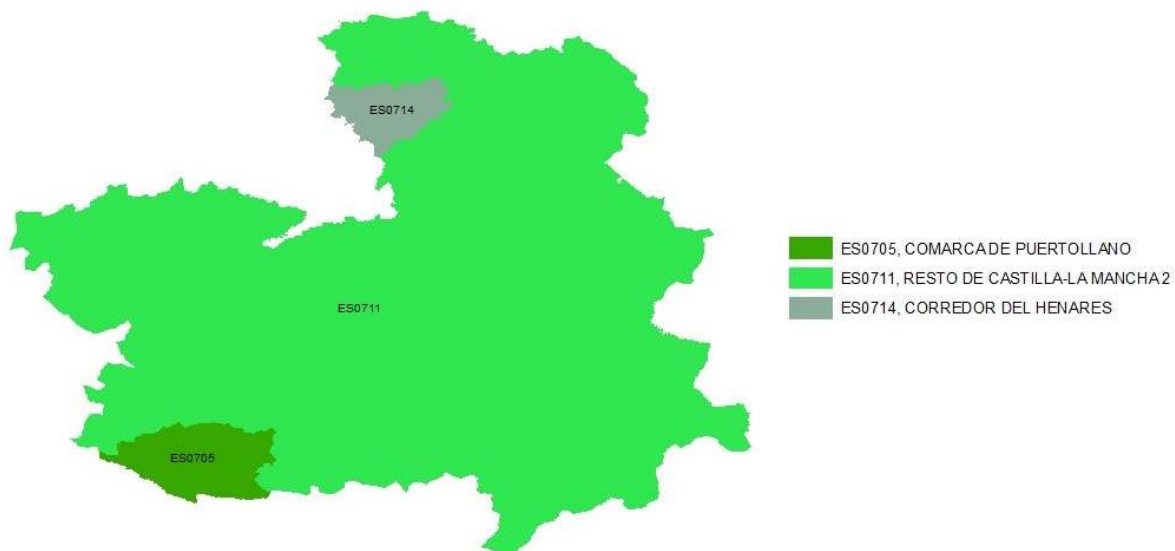 ES0714
ES0711
ES0705
ES0705, COMARCA DE PUERTOLLANO
ES0711, RESTO DE CASTILLA-LA MANCHA 2
ES0714, CORREDOR DEL HENARES